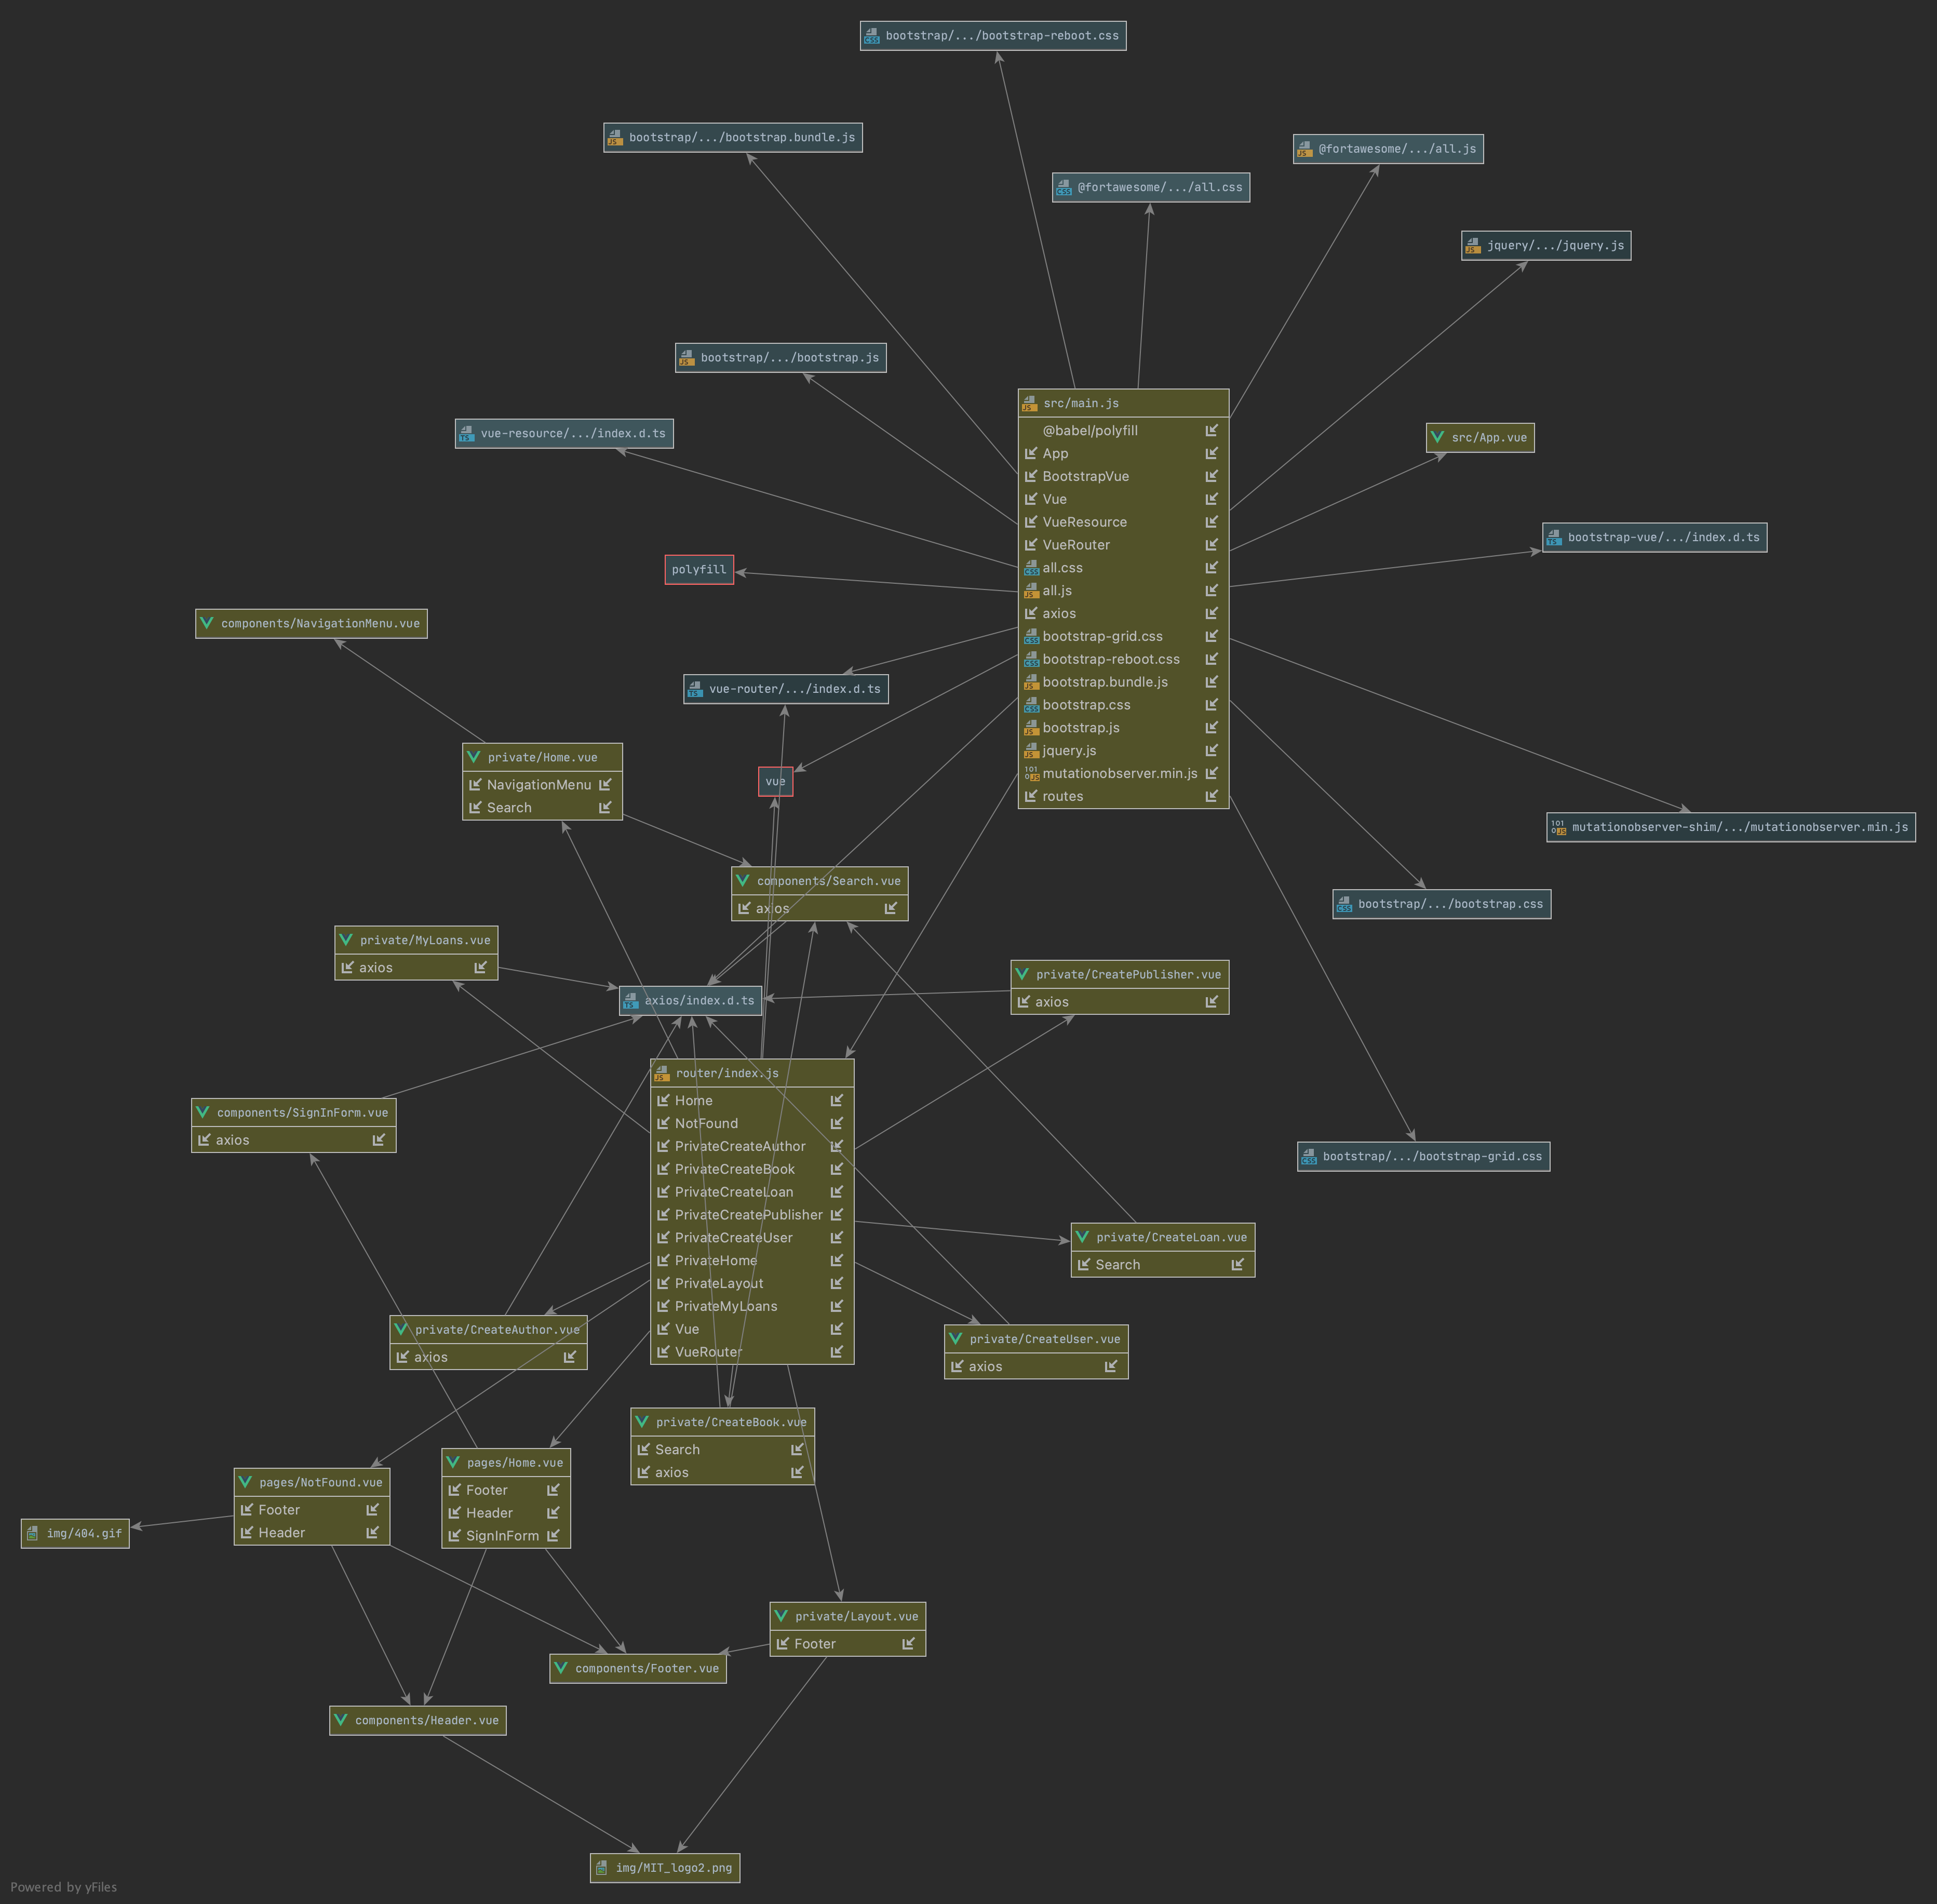 bootstrap/.../bootstrap-reboot.css
bootstrap/.../bootstrap.bundle.js
@fortawesome/.../all.js
@fortawesome/.../all.css
jquery/.../jquery.js
bootstrap/.../bootstrap.js
src/main.js
@babel/polyfill
App
BootstrapVue
Vue
VueResource
VueRouter
all.css
all.js
axios
bootstrap-grid.css
bootstrap-reboot.css
bootstrap.bundle.js
bootstrap.css
bootstrap.js
jquery.js
mutationobserver.min.js
routes
vue-resource/.../index.d.ts
src/App.vue
bootstrap-vue/.../index.d.ts
polyfill
components/NavigationMenu.vue
vue-router/.../index.d.ts
private/Home.vue
NavigationMenu
Search
vue
mutationobserver-shim/.../mutationobserver.min.js
components/Search.vue
axios
bootstrap/.../bootstrap.css
private/MyLoans.vue
axios
private/CreatePublisher.vue
axios
axios/index.d.ts
router/index.js
Home
NotFound
PrivateCreateAuthor
PrivateCreateBook
PrivateCreateLoan
PrivateCreatePublisher
PrivateCreateUser
PrivateHome
PrivateLayout
PrivateMyLoans
Vue
VueRouter
components/SignInForm.vue
axios
bootstrap/.../bootstrap-grid.css
private/CreateLoan.vue
Search
private/CreateAuthor.vue
axios
private/CreateUser.vue
axios
private/CreateBook.vue
Search
axios
pages/Home.vue
Footer
Header
SignInForm
pages/NotFound.vue
Footer
Header
img/404.gif
private/Layout.vue
Footer
components/Footer.vue
components/Header.vue
img/MIT_logo2.png
Powered by yFiles